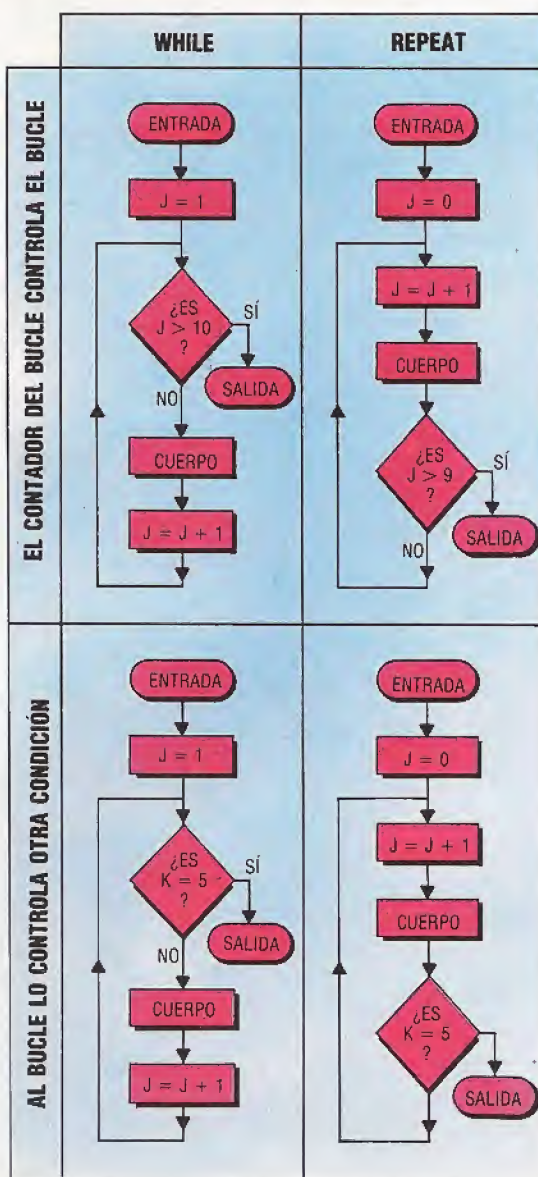 WHILE
REPEAT
EL CONTADOR DEL BUCLE CONTROLA EL BUCLE
ENTRADA
J = 1
¿ES
J > 10
?
SÍ
SALIDA
NO
CUERPO
J = J + 1
ENTRADA
J = 0
J = J + 1
CUERPO
¿ES
J > 9
?
SÍ
SALIDA
NO
AL BUCLE LO CONTROLA OTRA CONDICIÓN
ENTRADA
J = 1
¿ES
K = 5
?
SÍ
SALIDA
NO
CUERPO
J = J + 1
ENTRADA
J = 0
J = J + 1
CUERPO
¿ES
K = 5
?
SALIDA